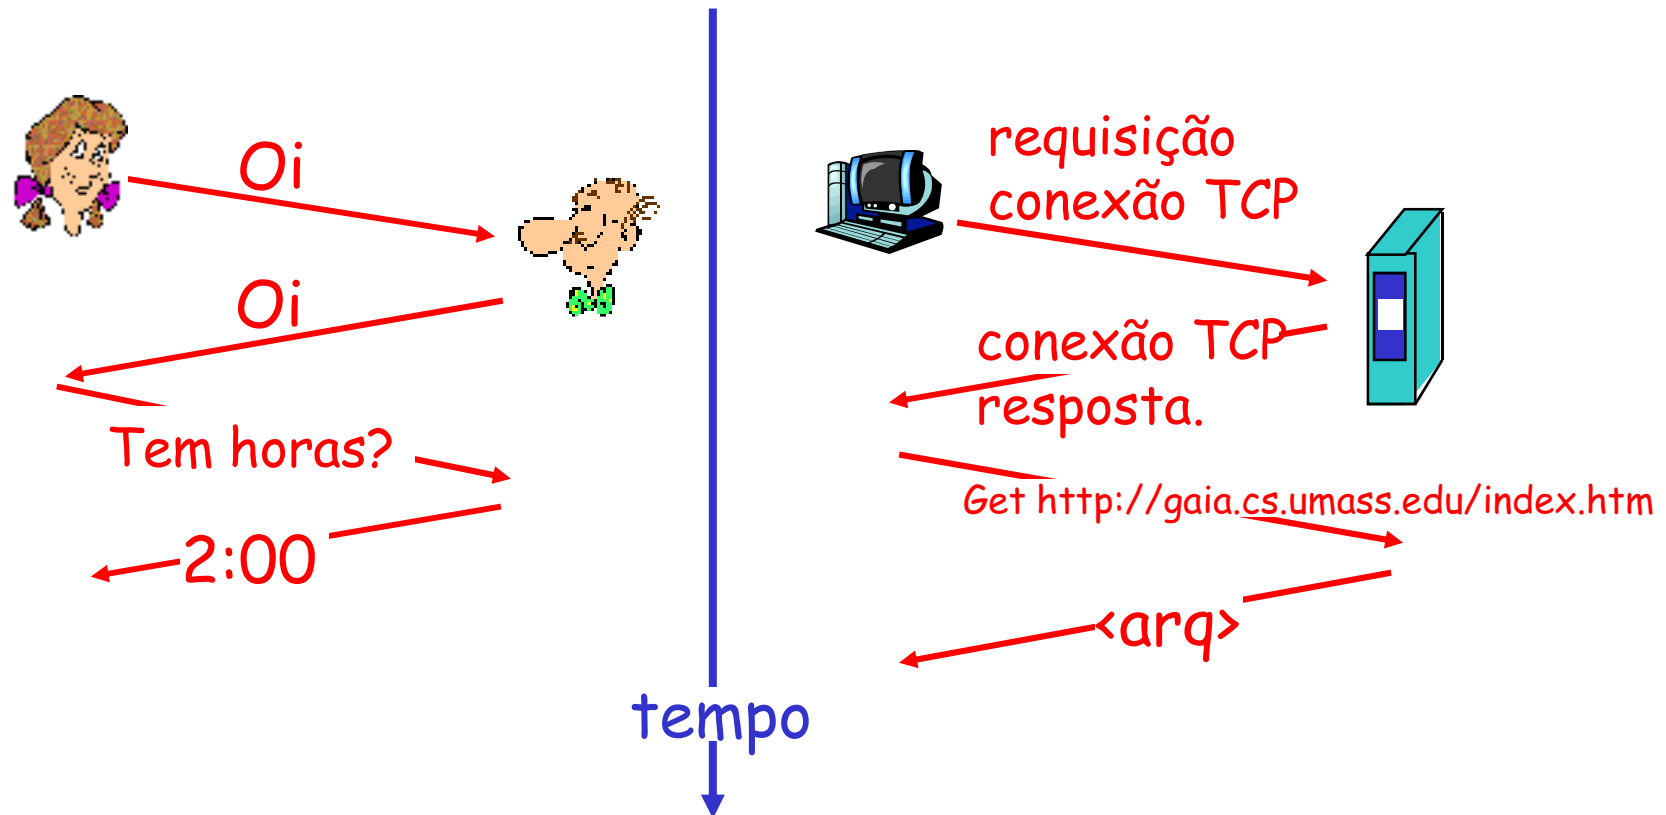 Oi
Oi
Tem horas?
2:00
requisição
conexão TCP
conexão TCP
resposta.
Get http://gaia.cs.umass.edu/index.htm
<arq>
tempo